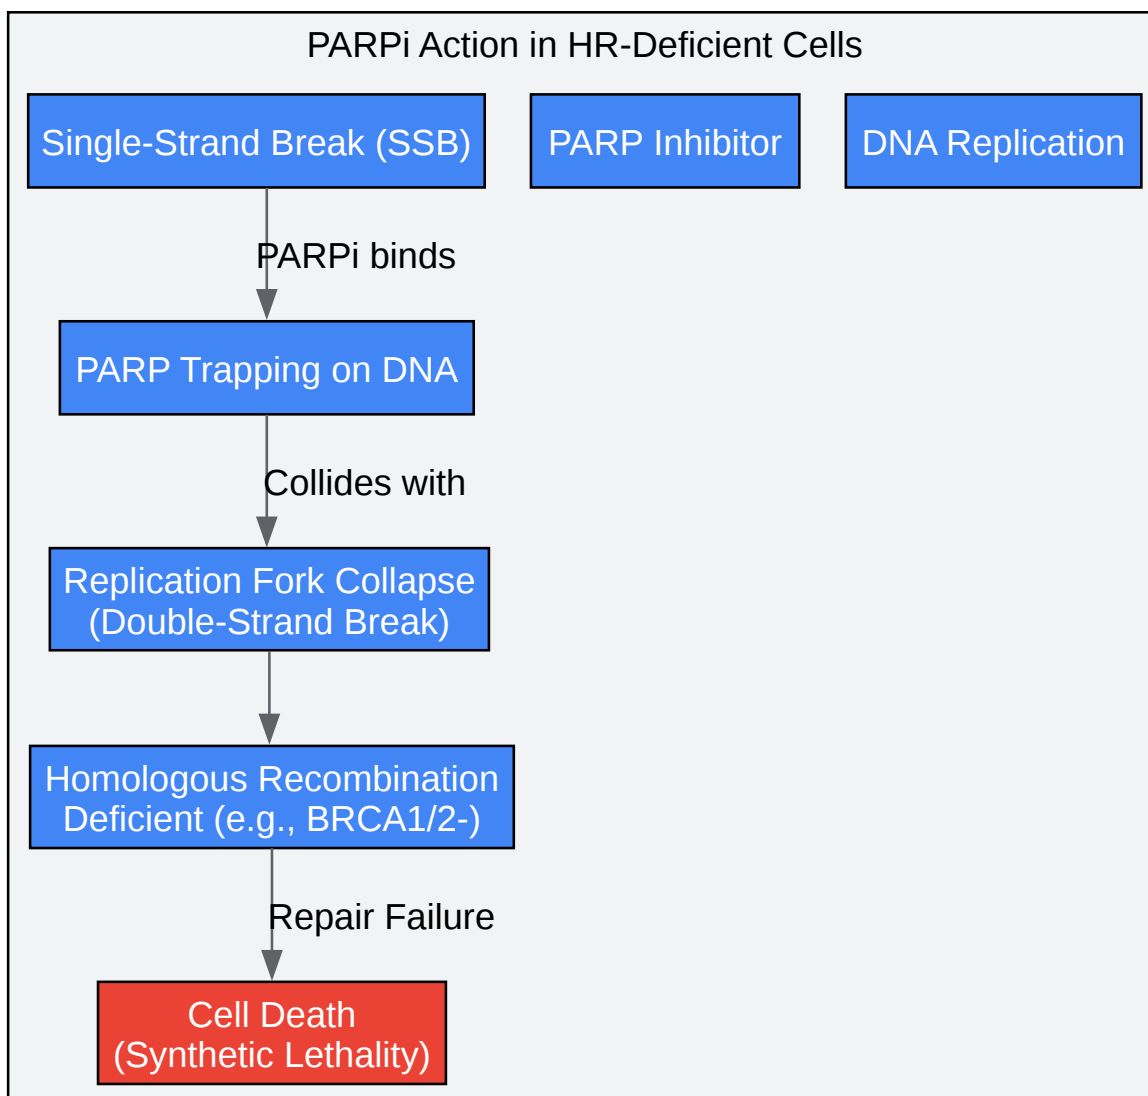 PARPi Action in HR-Deficient Cells
Single-Strand Break (SSB)
PARP Inhibitor
DNA Replication
PARPi binds
PARP Trapping on DNA
Collides with
Replication Fork Collapse
(Double-Strand Break)
Homologous Recombination
Deficient (e.g., BRCA1/2-)
Repair Failure
Cell Death
(Synthetic Lethality)